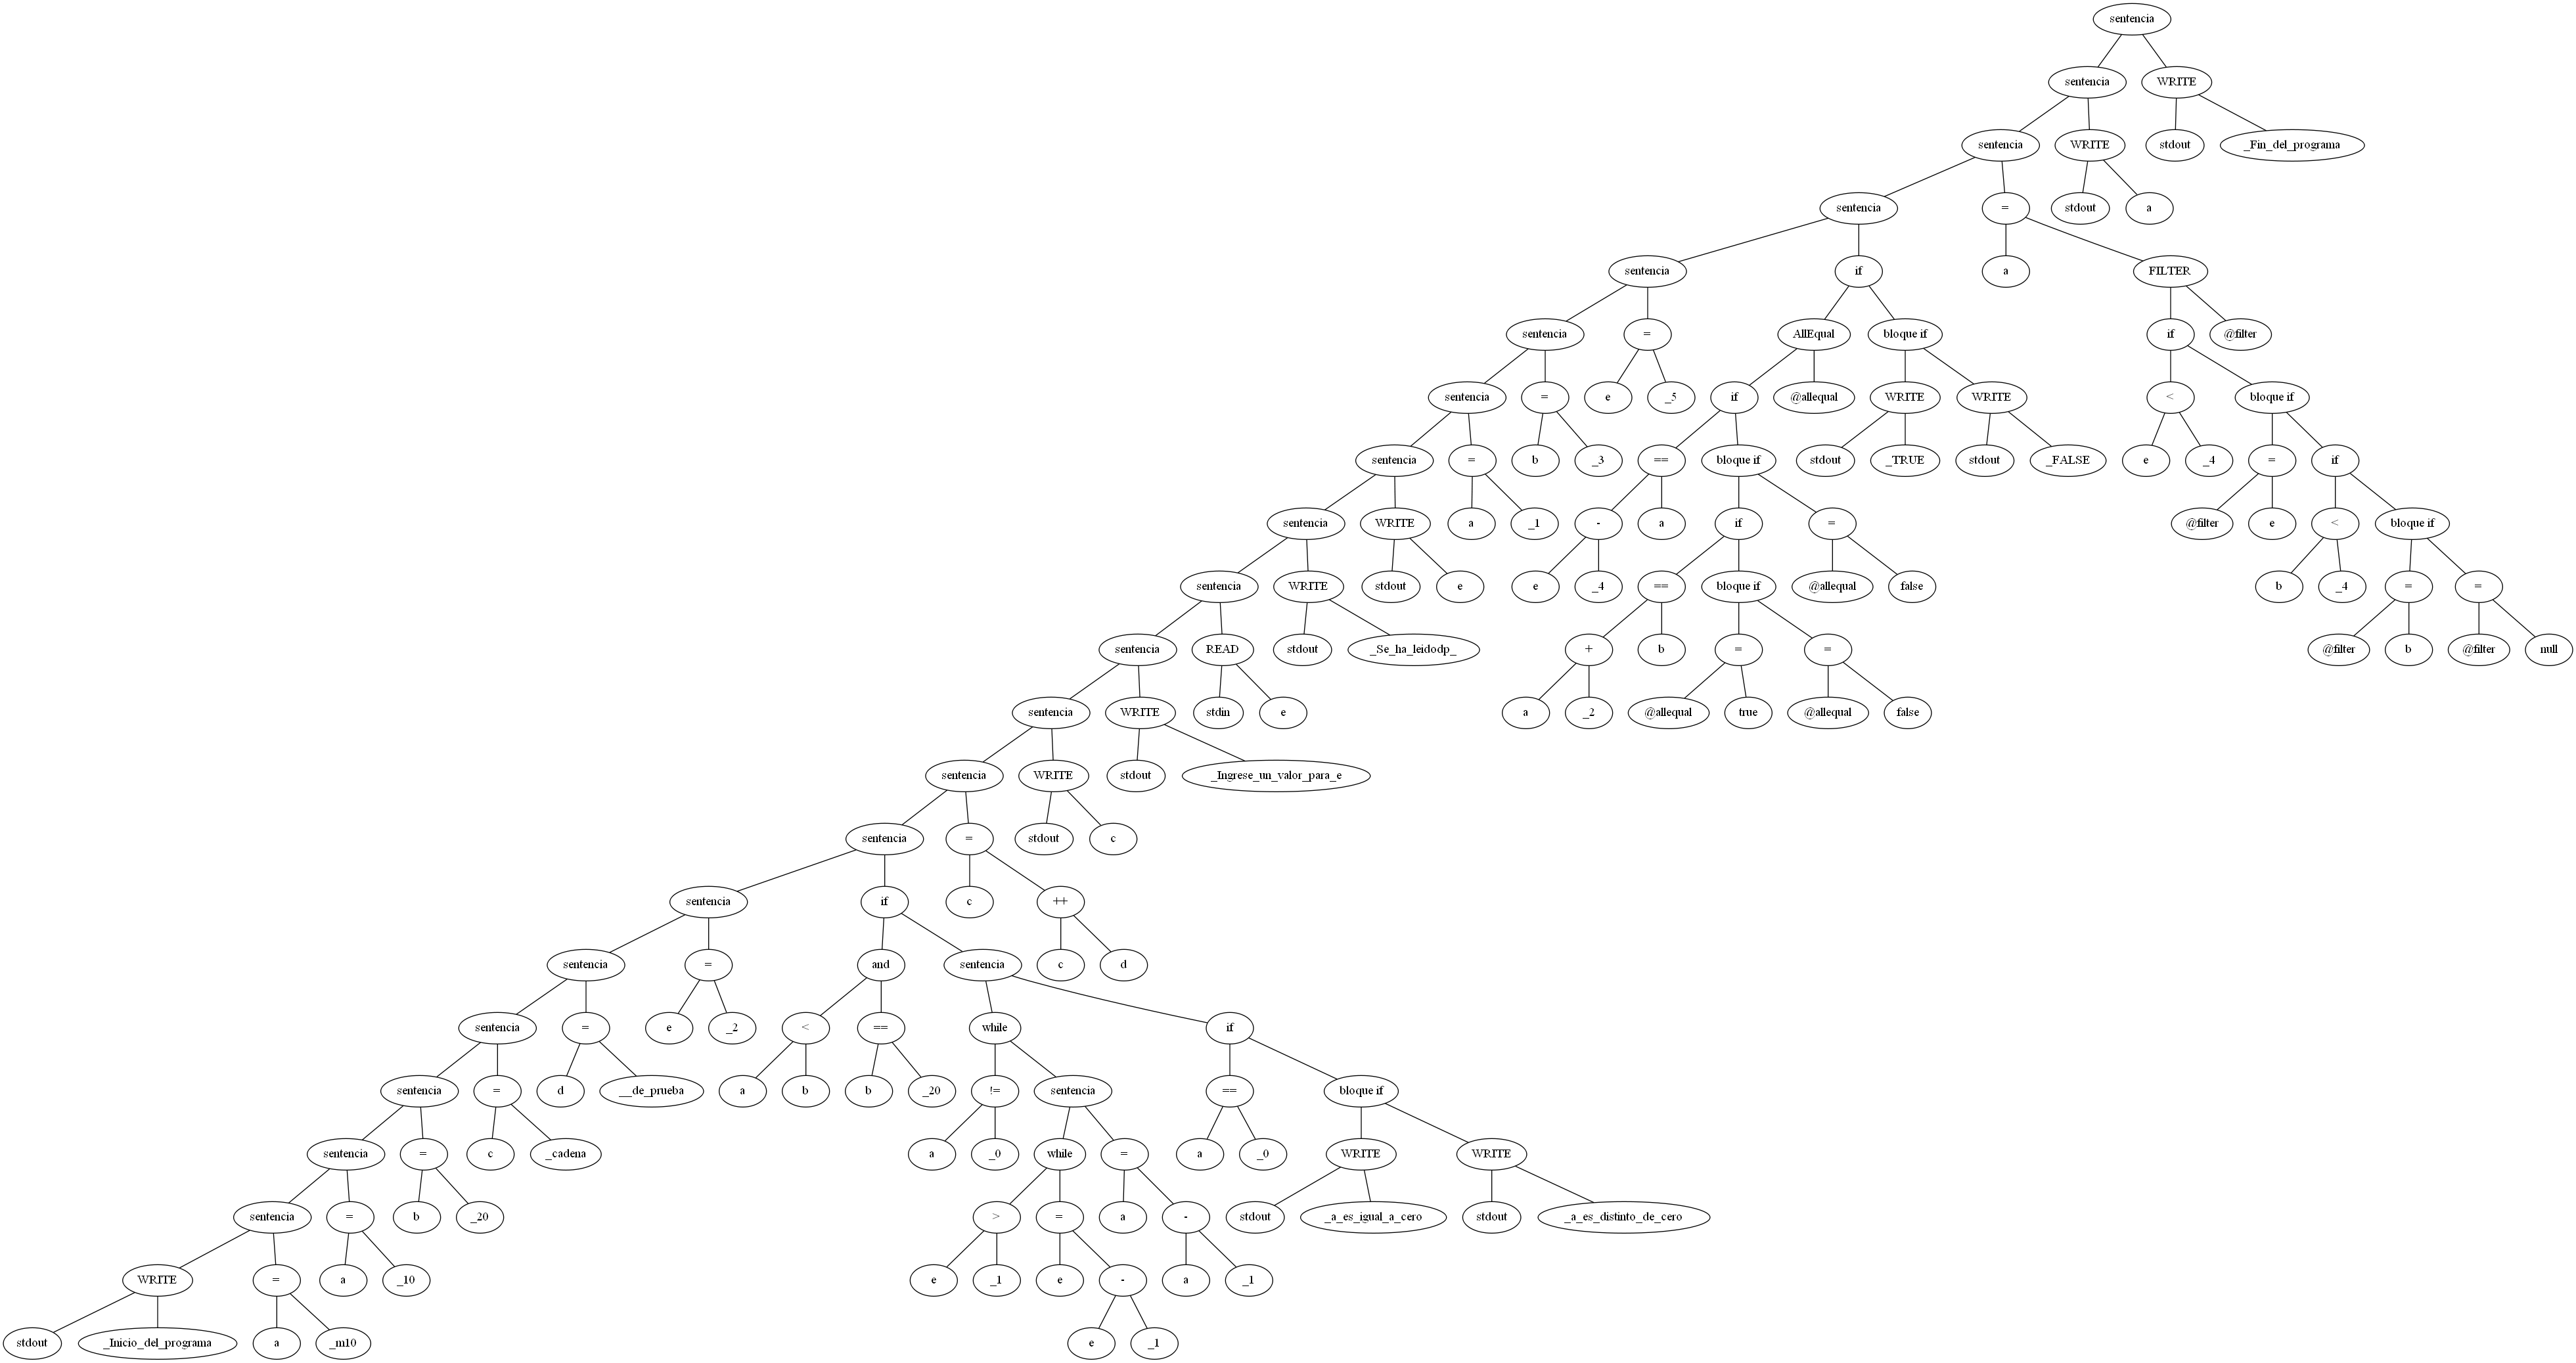 sentencia
sentencia WRITE
sentencia WRITE stdout _Fin_del_programa
sentencia = stdout a
sentencia if a FILTER
sentencia = AllEqual bloque if if @filter
sentencia = e _5 if @allequal WRITE WRITE < bloque if
sentencia = b _3 == bloque if stdout _TRUE stdout _FALSE e _4 = if
sentencia WRITE a _1 - a if = @filter e < bloque if
sentencia WRITE stdout e e _4 == bloque if @allequal false b _4 = =
sentencia READ stdout _Se_ha_leidodp_ + b = = @filter b @filter null
sentencia WRITE stdin e a _2 @allequal true @allequal false
sentencia WRITE stdout _Ingrese_un_valor_para_e
sentencia = stdout c
sentencia if c ++
sentencia = and sentencia c d
sentencia = e _2 < == while if
sentencia = d __de_prueba a b b _20 != sentencia == bloque if
sentencia = c _cadena a _0 while = a _0 WRITE WRITE
sentencia = b _20 > = a - stdout _a_es_igual_a_cero stdout _a_es_distinto_de_cero
WRITE = a _10 e _1 e - a _1
stdout _Inicio_del_programa a _m10 e _1